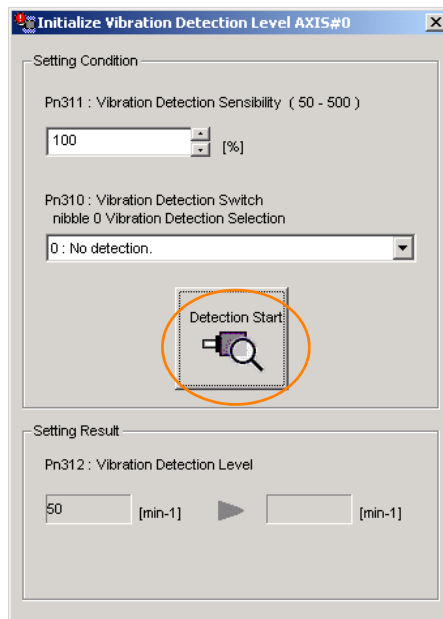 Initialize Vibration Detection Level AXIS#0
Setting Condition
Pn311 : Vibration Detection Sensibility ( 50 - 500 )
100
[%]
Pn310 : Vibration Detection Switch
nibble 0 Vibration Detection Selection
0 : No detection.
Detection Start
Setting Result
Pn312 : Vibration Detection Level
50 [min-1] [min-1]